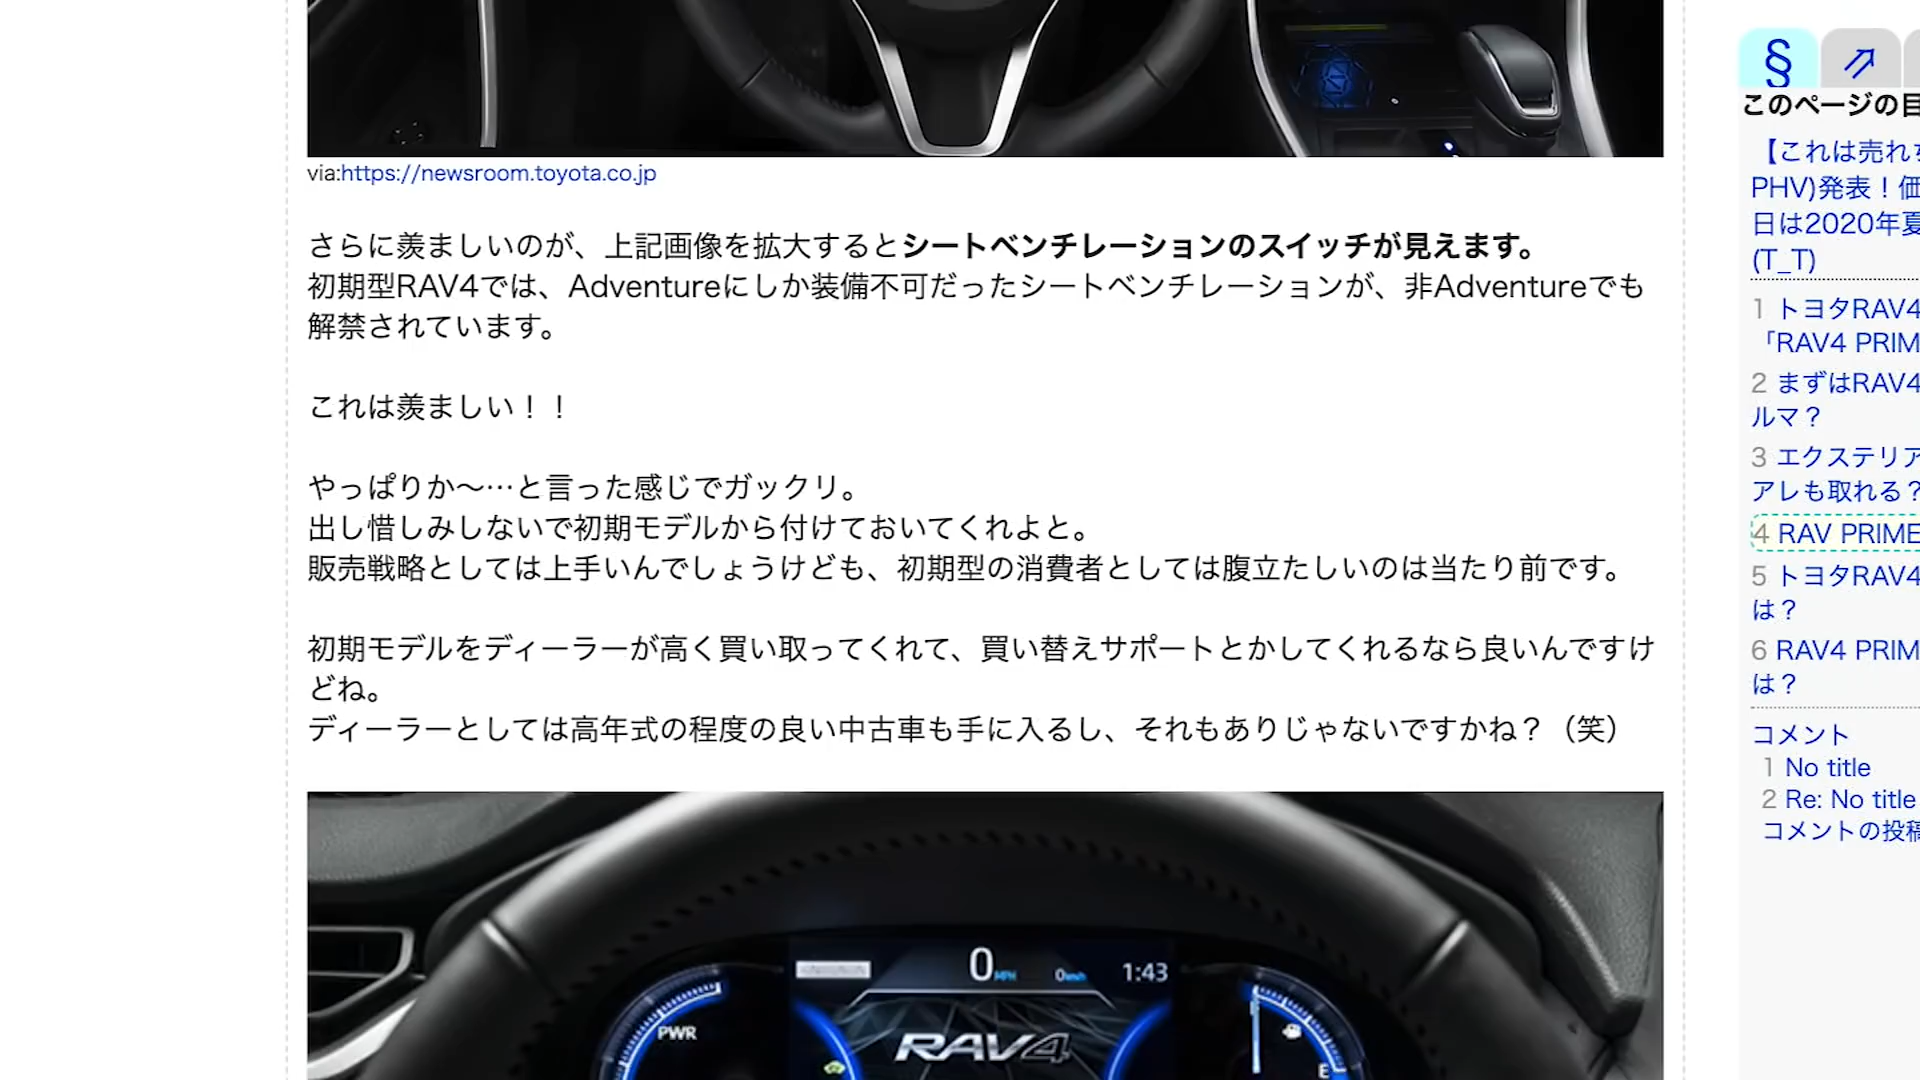 via:https://newsroom.toyota.co.jp
さらに羨ましいのが、上記画像を拡大するとシートベンチレーションのスイッチが見えます。
初期型RAV4では、Adventureにしか装備不可だったシートベンチレーションが、非Adventureでも
解禁されています。
これは羨ましい！！
やっぱりか〜…と言った感じでガックリ。
出し惜しみしないで初期モデルから付けておいてくれよと。
販売戦略としては上手いんでしょうけども、初期型の消費者としては腹立たしいのは当たり前です。
初期モデルをディーラーが高く買い取ってくれて、買い替えサポートとかしてくれるなら良いんですけ
どね。
ディーラーとしては高年式の程度の良い中古車も手に入るし、それもありじゃないですかね？（笑）
0 MPH 0km/h 1:43
PWR
RAV4
E
§
このページの目
【これは売れ
PHV)発表！価
日は2020年夏
(T_T)
1 トヨタRAV4
「RAV4 PRIM
2 まずはRAV4
ルマ？
3 エクステリア
アレも取れる？
4 RAV PRIME
5 トヨタRAV4
は？
6 RAV4 PRIM
は？
コメント
1 No title
2 Re: No title
コメントの投稿